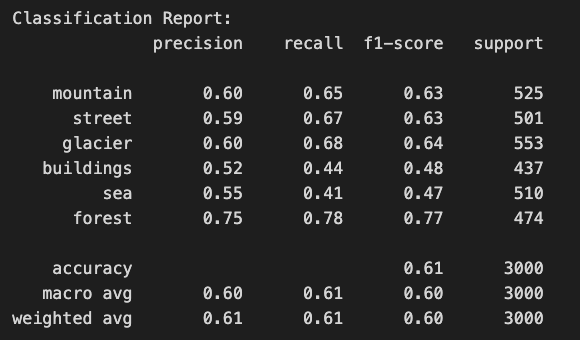 Classification Report:
precision recall f1-score support
mountain 0.60 0.65 0.63 525
street 0.59 0.67 0.63 501
glacier 0.60 0.68 0.64 553
buildings 0.52 0.44 0.48 437
sea 0.55 0.41 0.47 510
forest 0.75 0.78 0.77 474
accuracy 0.61 3000
macro avg 0.60 0.61 0.60 3000
weighted avg 0.61 0.61 0.60 3000